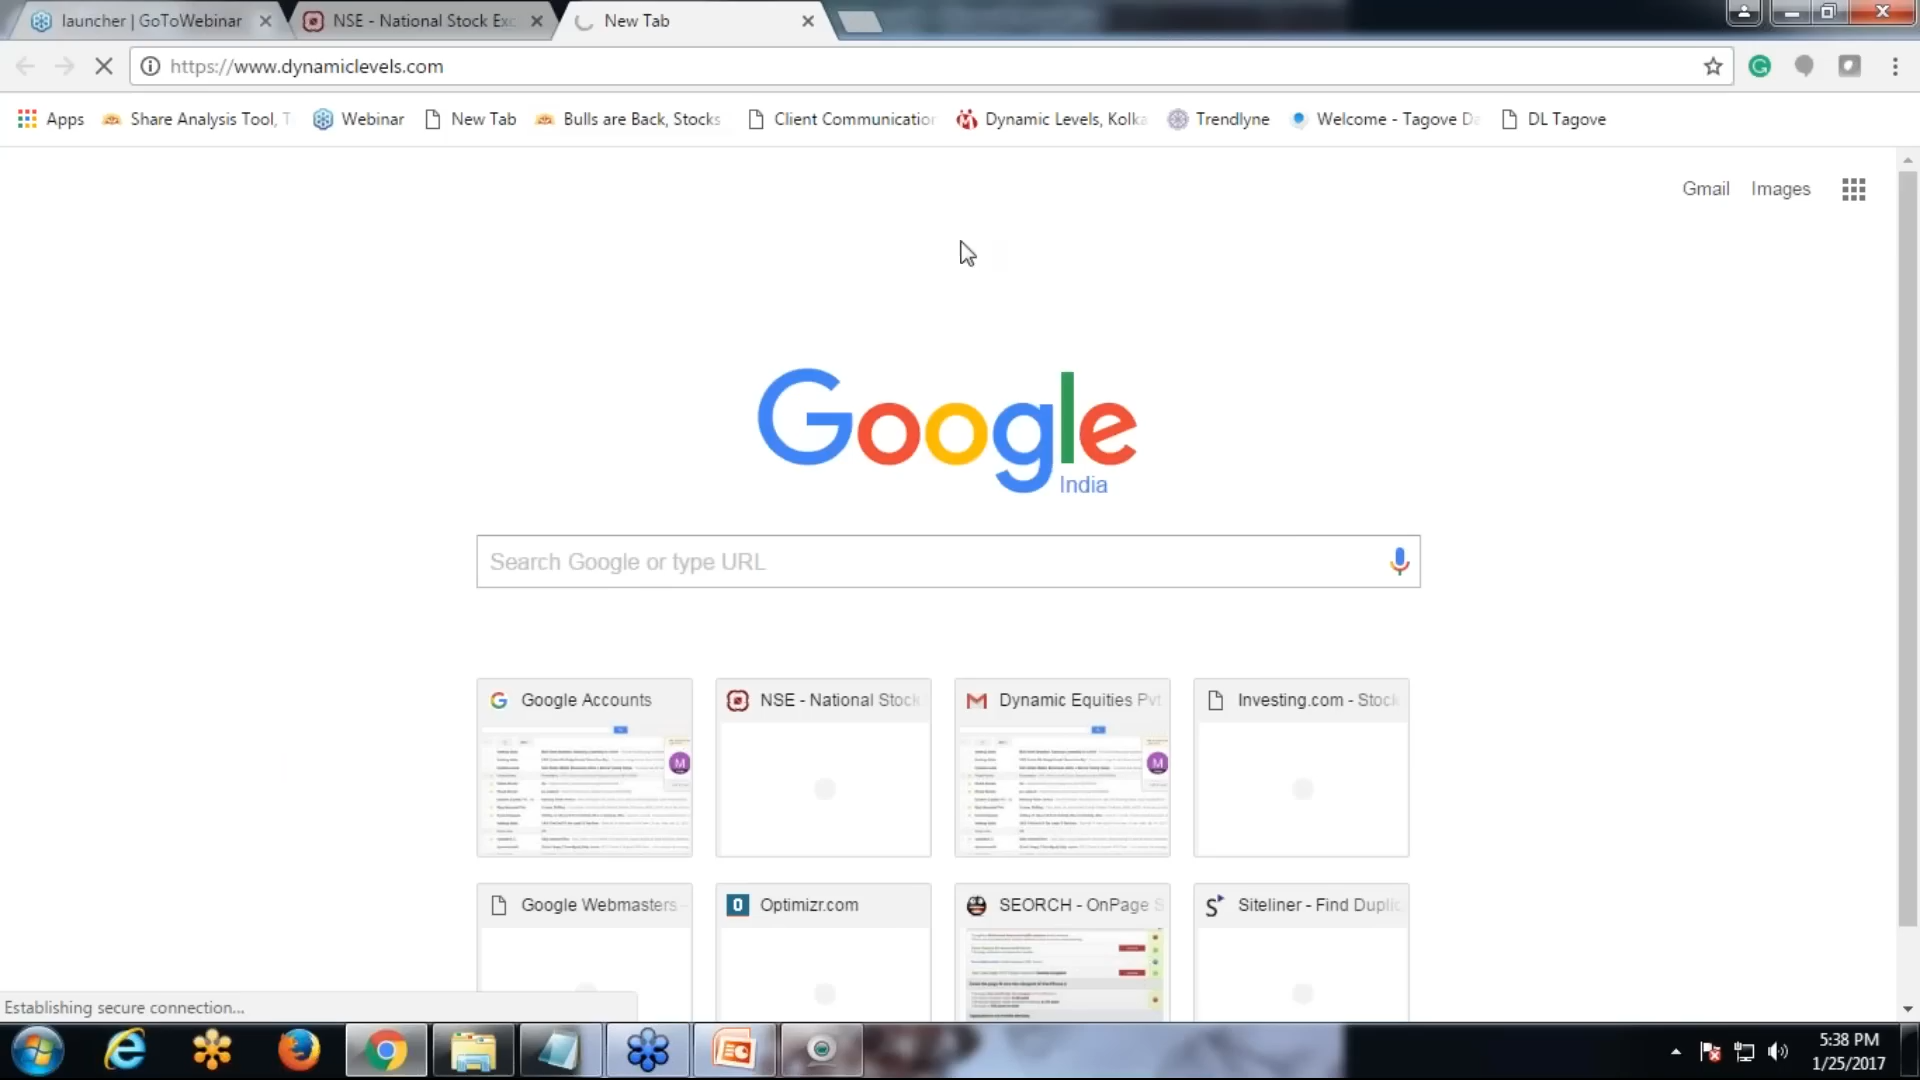 launcher | GoToWebinar
NSE - National Stock Exc
New Tab
https://www.dynamiclevels.com
Apps
Share Analysis Tool, T
Webinar
New Tab
Bulls are Back, Stocks
Client Communication
Dynamic Levels, Kolka
Trendlyne
Welcome - Tagove Da
DL Tagove
Gmail
Images
Google
India
Search Google or type URL
Google Accounts
NSE - National Stock
Dynamic Equities Pvt
Investing.com - Stock
M
M
Google Webmasters -
Optimizr.com
SEORCH - OnPage S
Siteliner - Find Duplic
Establishing secure connection...
5:38 PM
1/25/2017